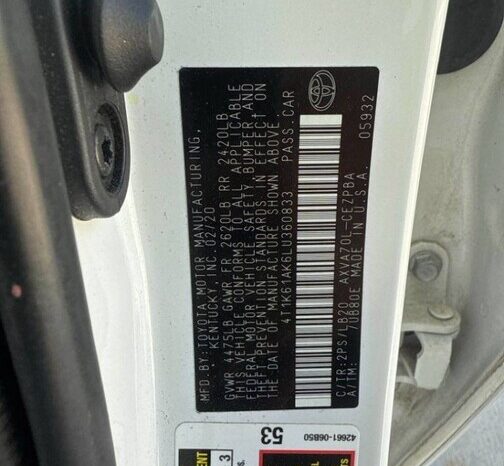 MFD. BY: TOYOTA MOTOR MANUFACTURING,
KENTUCKY, INC. 02/20
GVWR 4475LB GAWR FR 2620LB RR 2420LB
THIS VEHICLE CONFORMS TO ALL APPLICABLE
FEDERAL MOTOR VEHICLE SAFETY, BUMPER AND
THEFT PREVENTION STANDARDS IN EFFECT ON
THE DATE OF MANUFACTURE SHOWN ABOVE.
4T1K61AK6LU360833 PASS.CAR
C/TR:2PS/LB20 AXVA70L-CEZPBA
A/TM: 7UB80E MADE IN U.S.A. 05932
42661-06B50
53
3